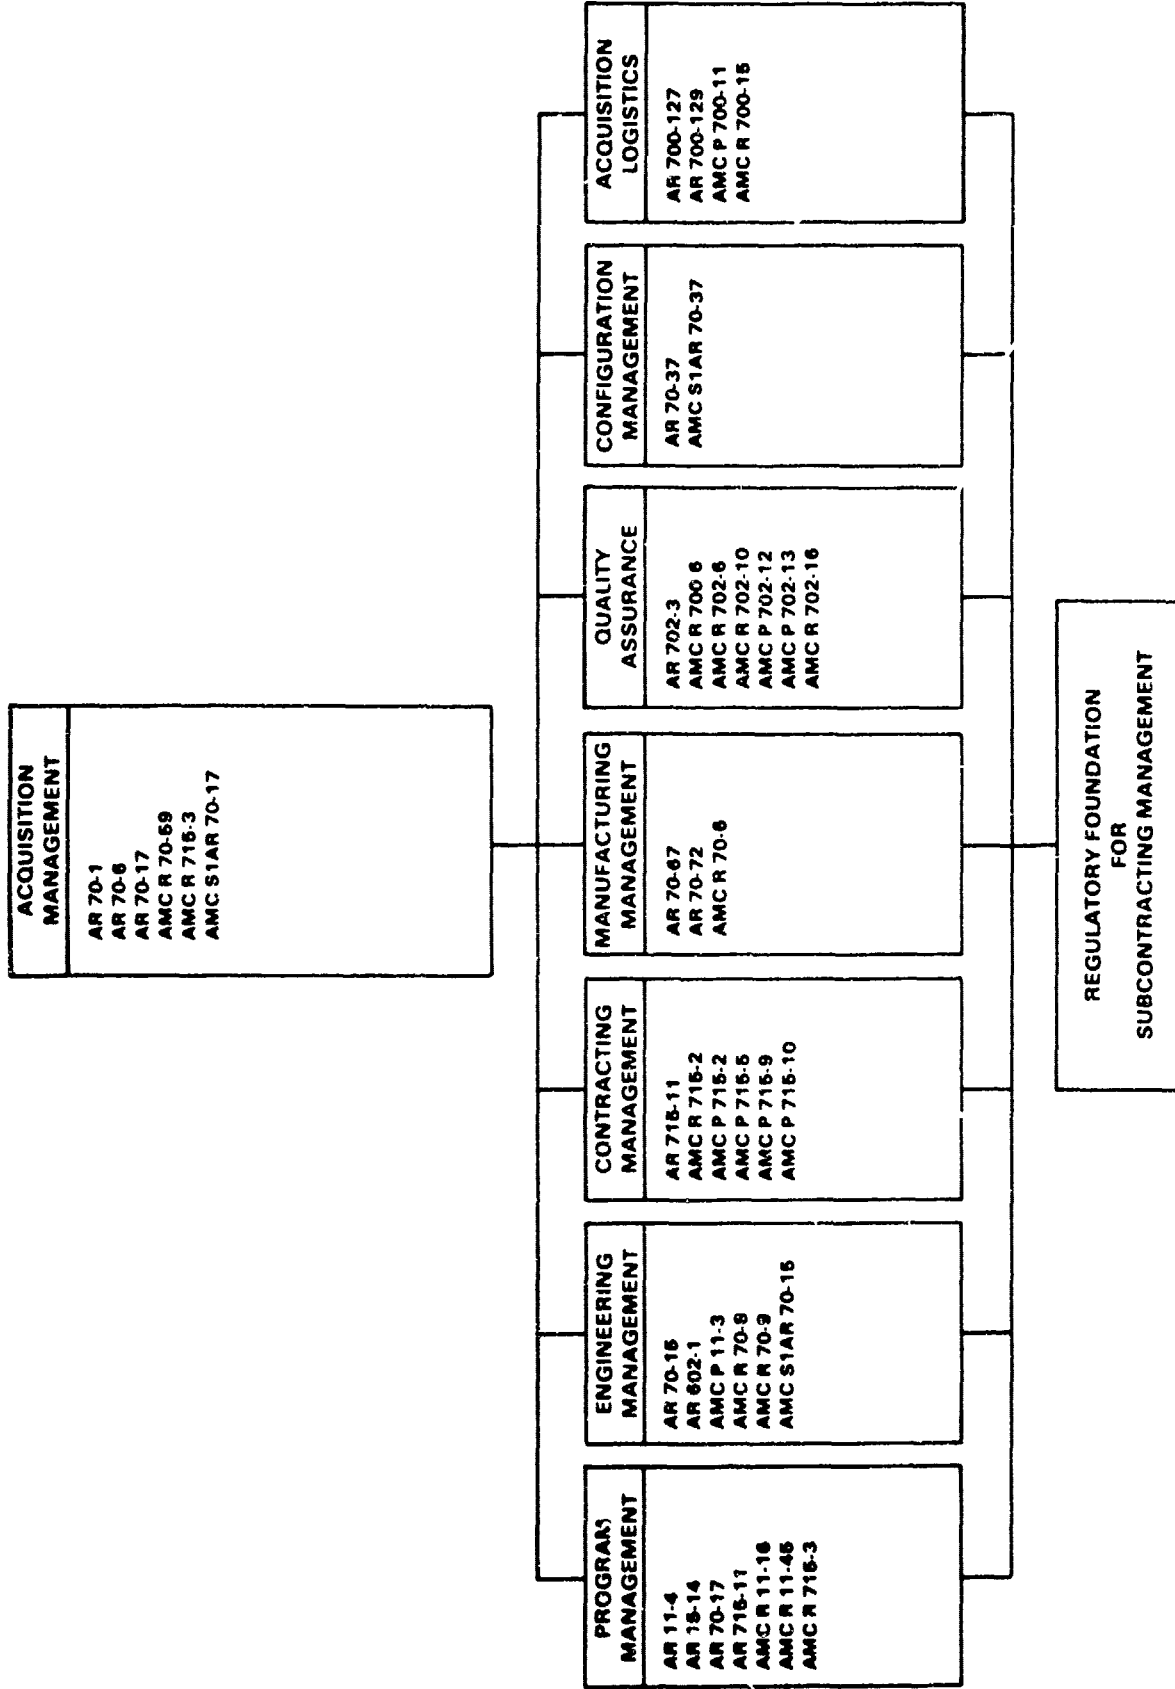 ACQUISITION
MANAGEMENT
AR 70-1
AR 70-6
AR 70-17
AMC R 70-59
AMC R 715-3
AMC S1AR 70-17
PROGRAM
MANAGEMENT
AR 11-4
AR 15-14
AR 70-17
AR 715-11
AMC R 11-16
AMC R 11-45
AMC R 715-3
ENGINEERING
MANAGEMENT
AR 70-15
AR 602-1
AMC P 11-3
AMC R 70-8
AMC R 70-9
AMC S1AR 70-15
CONTRACTING
MANAGEMENT
AR 715-11
AMC R 715-2
AMC P 715-2
AMC P 715-5
AMC P 715-9
AMC P 715-10
MANUFACTURING
MANAGEMENT
AR 70-67
AR 70-72
AMC R 70-6
QUALITY
ASSURANCE
AR 702-3
AMC R 700 6
AMC R 702-6
AMC R 702-10
AMC P 702-12
AMC P 702-13
AMC R 702-16
CONFIGURATION
MANAGEMENT
AR 70-37
AMC S1AR 70-37
ACQUISITION
LOGISTICS
AR 700-127
AR 700-129
AMC P 700-11
AMC R 700-15
REGULATORY FOUNDATION
FOR
SUBCONTRACTING MANAGEMENT